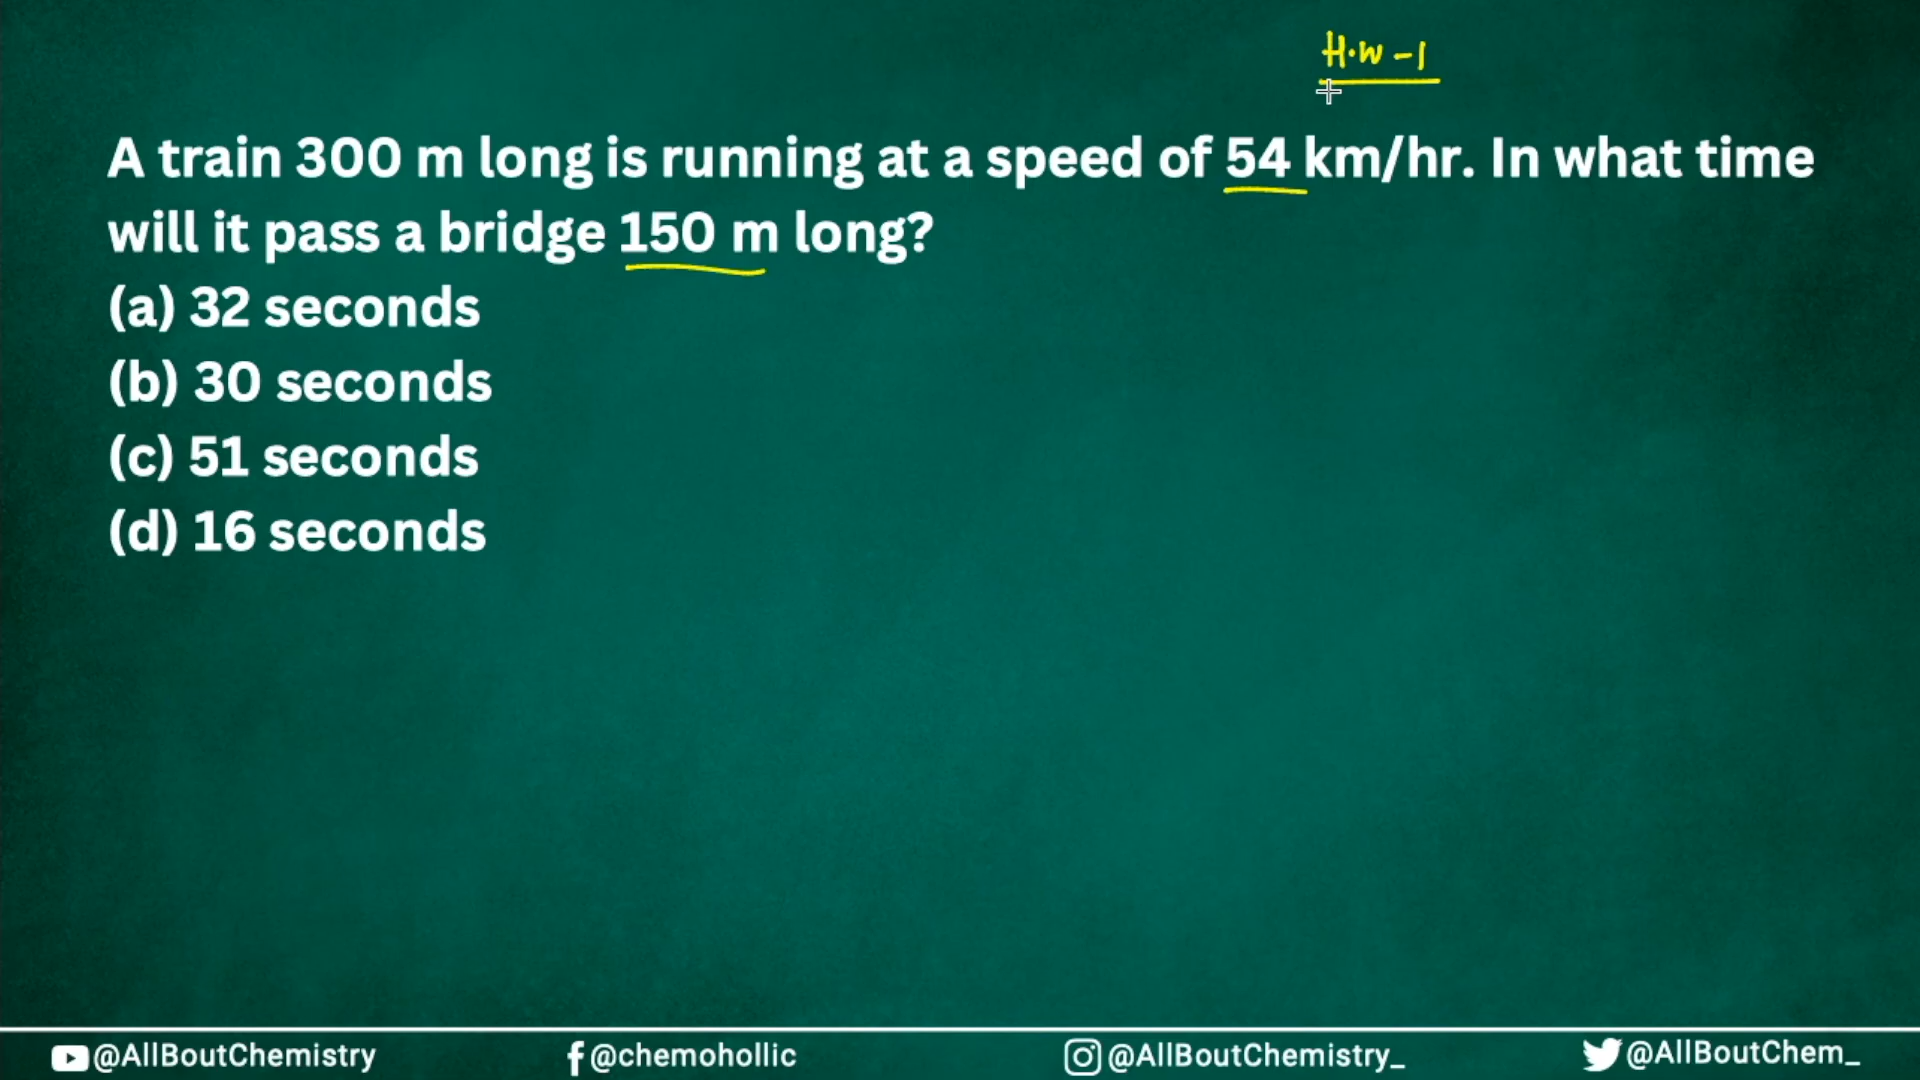 H.W-1
A train 300 m long is running at a speed of 54 km/hr. In what time
will it pass a bridge 150 m long?
(a) 32 seconds
(b) 30 seconds
(c) 51 seconds
(d) 16 seconds
@AllBoutChemistry @chemohollic @AllBoutChemistry_ @AllBoutChem_